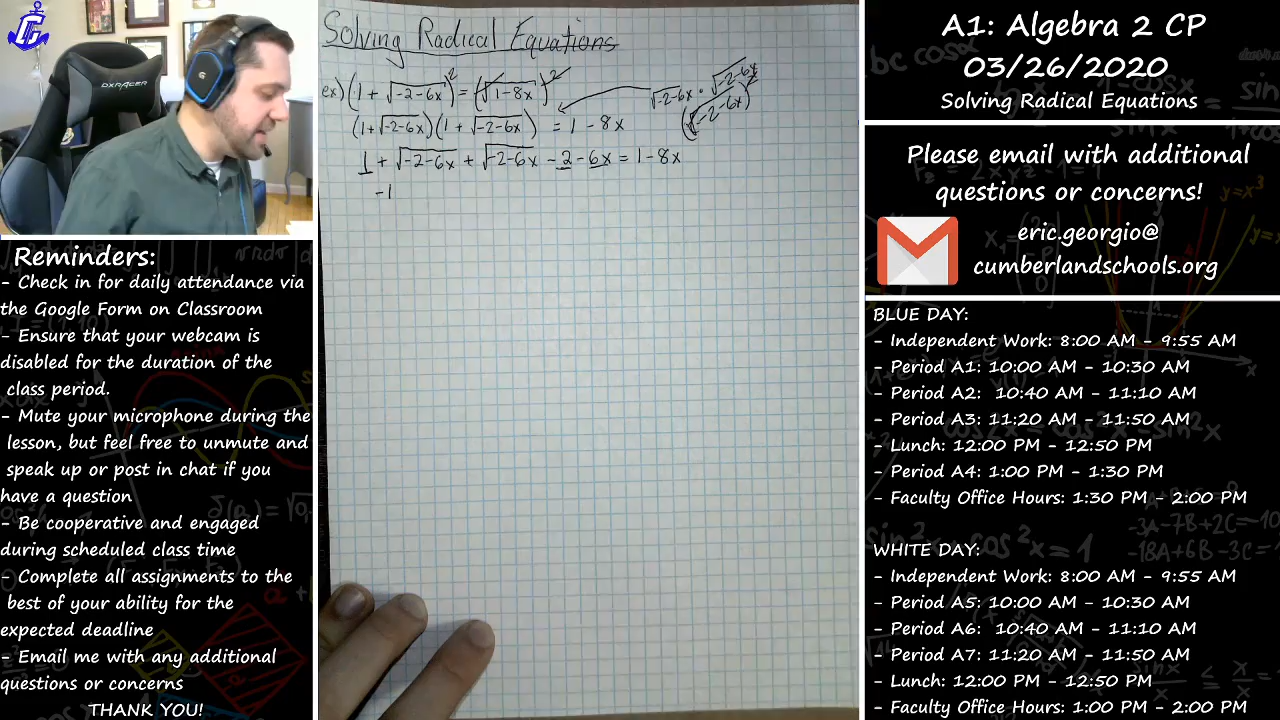 Solving Radical Equations
ex) (1 + √-2-6x)² = (√1-8x)²
√-2-6x · √-2-6x
(√-2-6x)²
(1+√-2-6x)(1 + √-2-6x) = 1 - 8x
1 + √-2-6x + √-2-6x - 2 - 6x = 1 - 8x
-1
G
DXRACER
G
Reminders:
- Check in for daily attendance via
the Google Form on Classroom
- Ensure that your webcam is
disabled for the duration of the
class period.
- Mute your microphone during the
lesson, but feel free to unmute and
speak up or post in chat if you
have a question
- Be cooperative and engaged
during scheduled class time
- Complete all assignments to the
best of your ability for the
expected deadline
- Email me with any additional
questions or concerns
THANK YOU!
A1: Algebra 2 CP
03/26/2020
Solving Radical Equations
Please email with additional
questions or concerns!
eric.georgio@
cumberlandschools.org
BLUE DAY:
- Independent Work: 8:00 AM - 9:55 AM
- Period A1: 10:00 AM - 10:30 AM
- Period A2: 10:40 AM - 11:10 AM
- Period A3: 11:20 AM - 11:50 AM
- Lunch: 12:00 PM - 12:50 PM
- Period A4: 1:00 PM - 1:30 PM
- Faculty Office Hours: 1:30 PM - 2:00 PM
WHITE DAY:
- Independent Work: 8:00 AM - 9:55 AM
- Period A5: 10:00 AM - 10:30 AM
- Period A6: 10:40 AM - 11:10 AM
- Period A7: 11:20 AM - 11:50 AM
- Lunch: 12:00 PM - 12:50 PM
- Faculty Office Hours: 1:00 PM - 2:00 PM